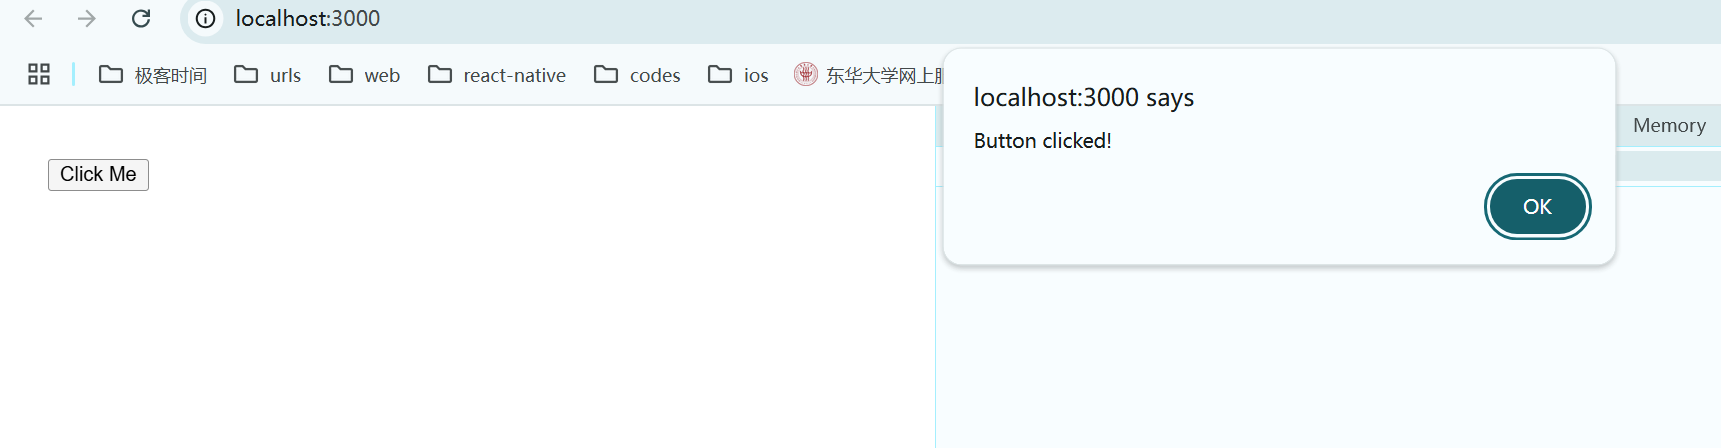 localhost:3000
极客时间 urls web react-native codes ios 东华大学网上
localhost:3000 says
Button clicked!
OK
Memory
Click Me